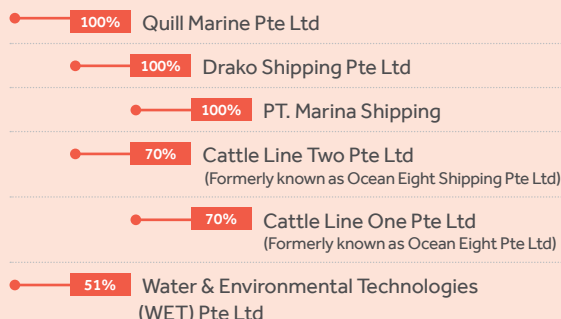 100% Quill Marine Pte Ltd
100% Drako Shipping Pte Ltd
100% PT. Marina Shipping
70% Cattle Line Two Pte Ltd
(Formerly known as Ocean Eight Shipping Pte Ltd)
70% Cattle Line One Pte Ltd
(Formerly known as Ocean Eight Pte Ltd)
51% Water & Environmental Technologies
(WET) Pte Ltd